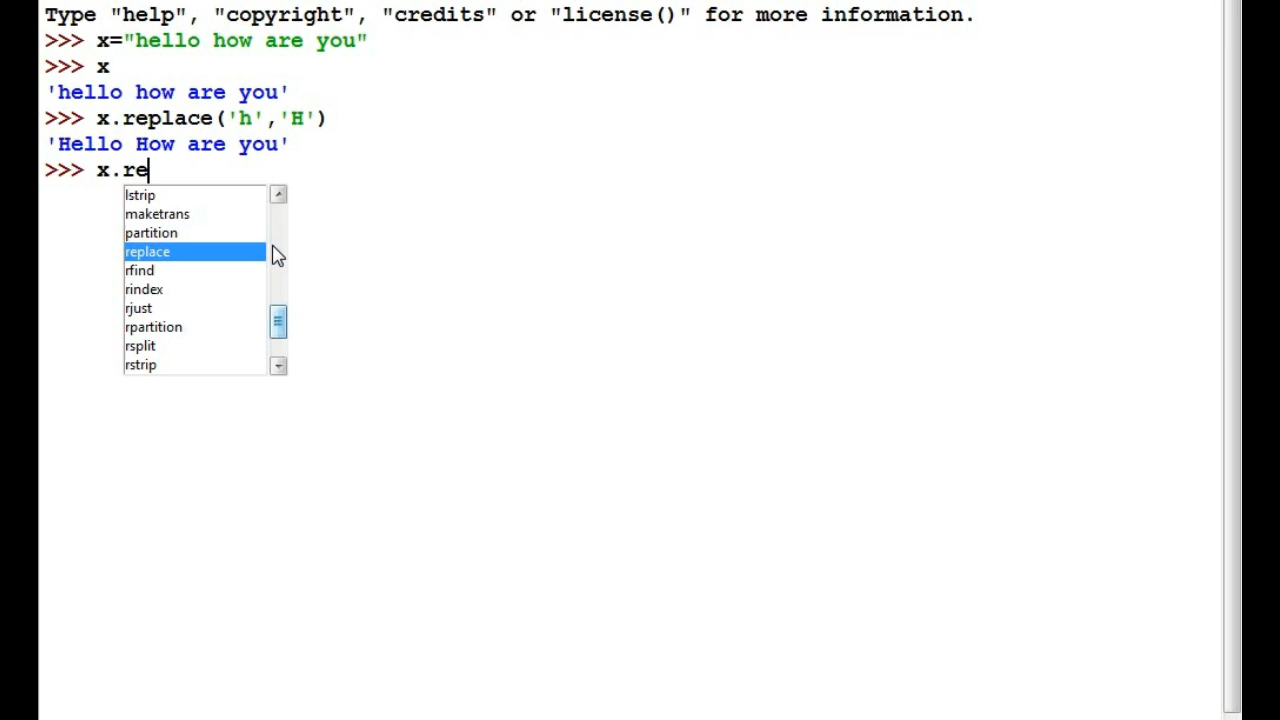 Type "help", "copyright", "credits" or "license()" for more information.
>>> x="hello how are you"
>>> x
'hello how are you'
>>> x.replace('h','H')
'Hello How are you'
>>> x.re
lstrip
maketrans
partition
replace
rfind
rindex
rjust
rpartition
rsplit
rstrip